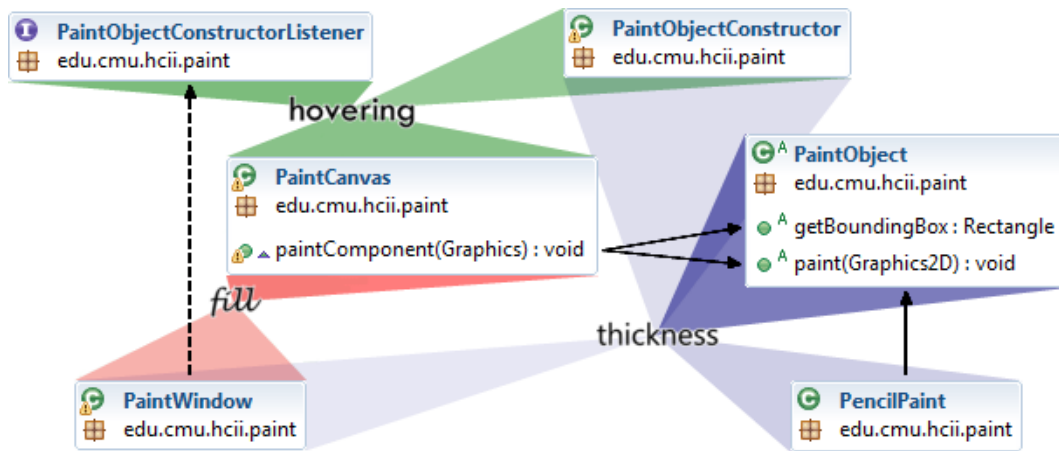 PaintObjectConstructorListener
edu.cmu.hcii.paint
PaintObjectConstructor
edu.cmu.hcii.paint
hovering
PaintCanvas
edu.cmu.hcii.paint
paintComponent(Graphics) : void
PaintObject
edu.cmu.hcii.paint
getBoundingBox : Rectangle
paint(Graphics2D) : void
fill
thickness
PaintWindow
edu.cmu.hcii.paint
PencilPaint
edu.cmu.hcii.paint